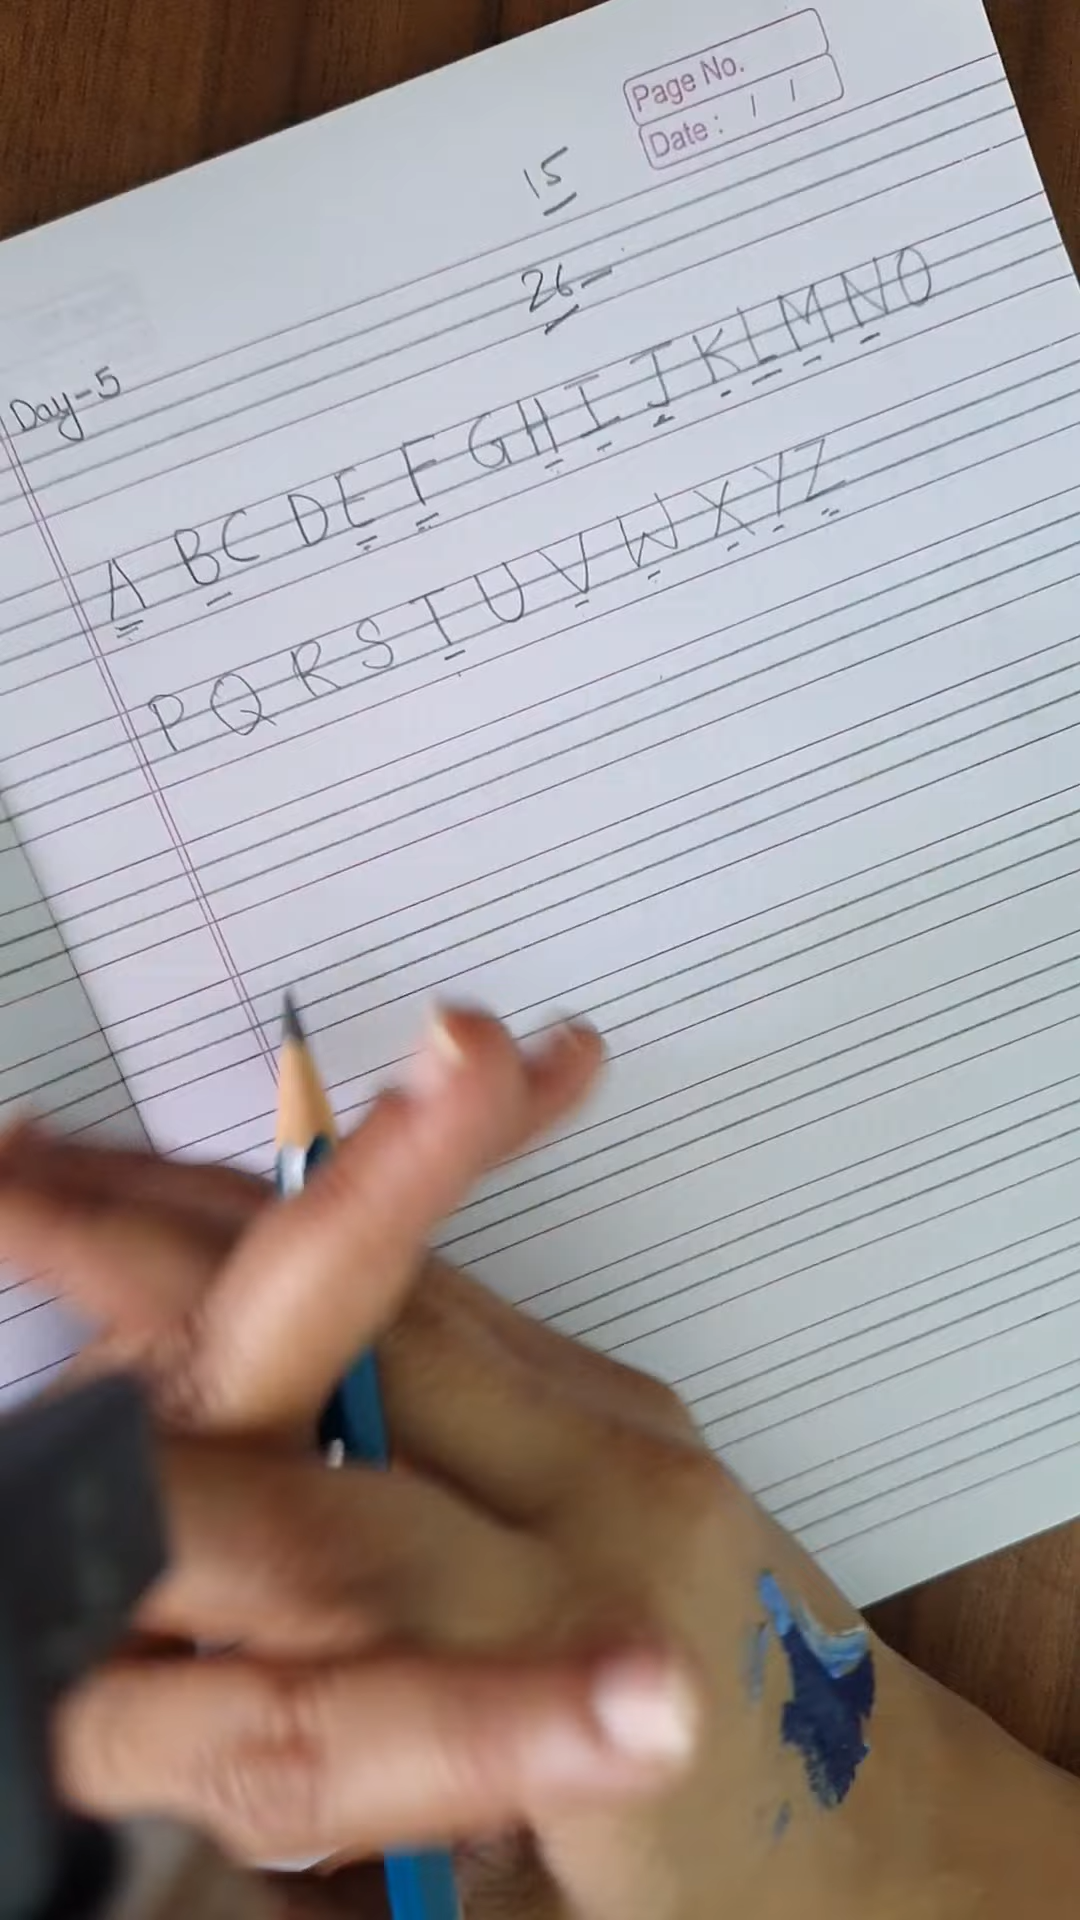 Page No.
Date : / /
15
26
Day-5
A B C D E F G H I J K L M N O
P Q R S T U V W X Y Z